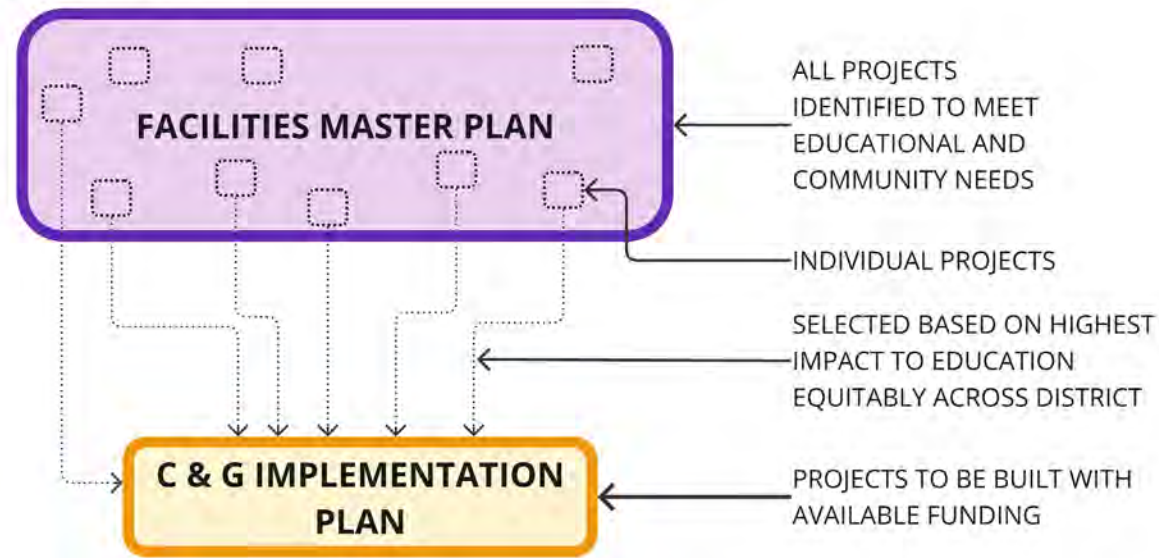 FACILITIES MASTER PLAN
ALL PROJECTS
IDENTIFIED TO MEET
EDUCATIONAL AND
COMMUNITY NEEDS
INDIVIDUAL PROJECTS
SELECTED BASED ON HIGHEST
IMPACT TO EDUCATION
EQUITABLY ACROSS DISTRICT
C & G IMPLEMENTATION
PLAN
PROJECTS TO BE BUILT WITH
AVAILABLE FUNDING